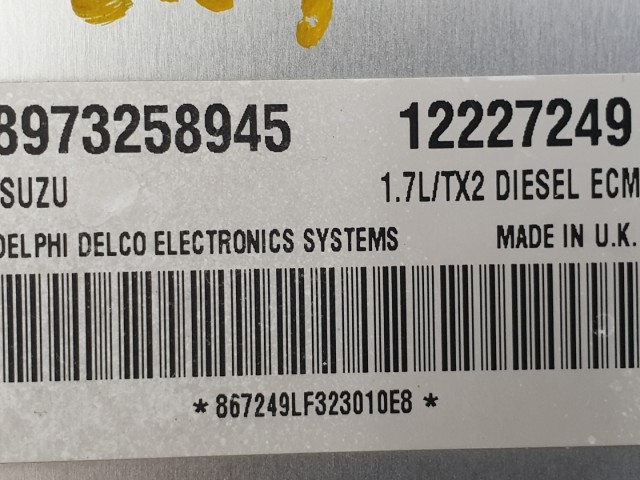 8973258945 12227249
SUZU 1.7L/TX2 DIESEL ECM
DELPHI DELCO ELECTRONICS SYSTEMS MADE IN U.K.
*867249LF323010E8*